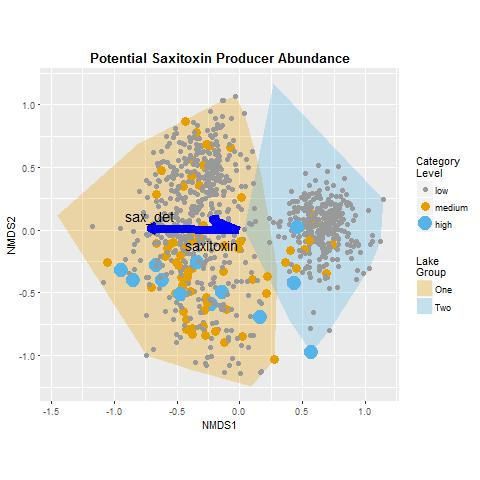 Potential Saxitoxin Producer Abundance
1.0
0.5
0.0
-0.5
-1.0
NMDS2
sax_det
saxitoxin
-1.5 -1.0 -0.5 0.0 0.5 1.0
NMDS1
Category
Level
low
medium
high
Lake
Group
One
Two